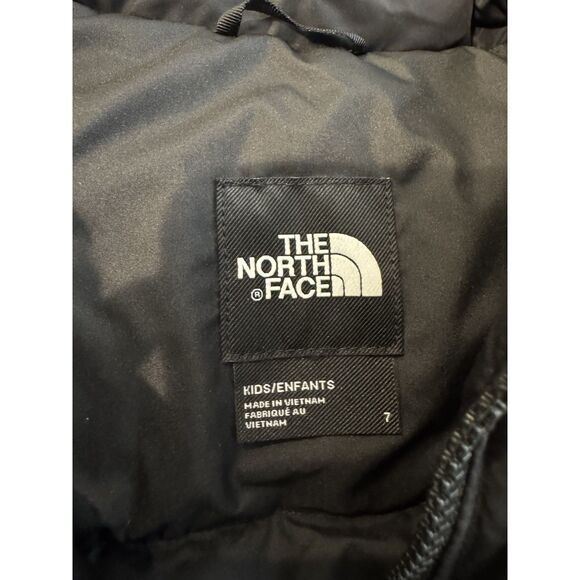 THE
NORTH
® FACE
KIDS/ENFANTS
MADE IN VIETNAM
FABRIQUÉ AU
VIETNAM
7